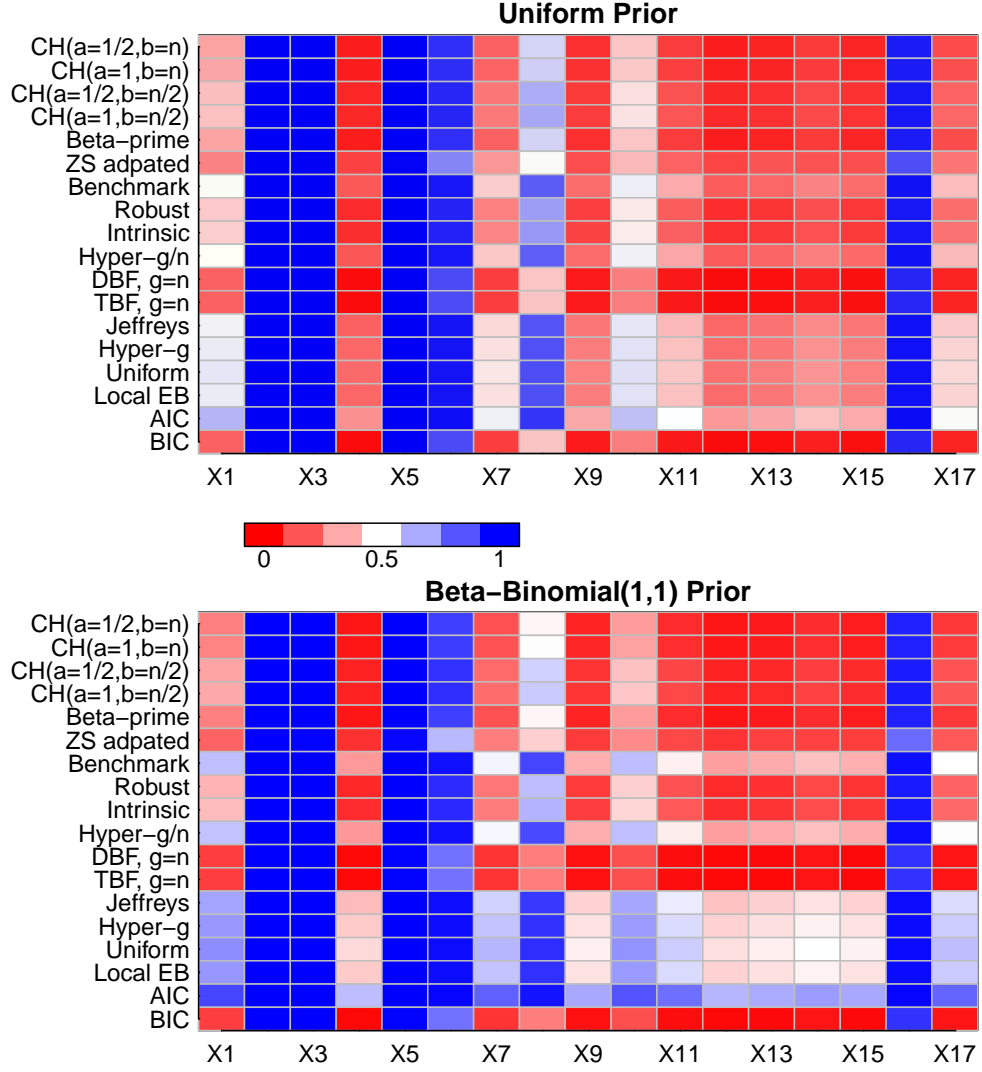 Uniform Prior
CH(a=1/2,b=n)
CH(a=1,b=n)
CH(a=1/2,b=n/2)
CH(a=1,b=n/2)
Beta−prime
ZS adpated
Benchmark
Robust
Intrinsic
Hyper−g/n
DBF, g=n
TBF, g=n
Jeffreys
Hyper−g
Uniform
Local EB
AIC
BIC
X1 X3 X5 X7 X9 X11 X13 X15 X17
0 0.5 1
Beta−Binomial(1,1) Prior
CH(a=1/2,b=n)
CH(a=1,b=n)
CH(a=1/2,b=n/2)
CH(a=1,b=n/2)
Beta−prime
ZS adpated
Benchmark
Robust
Intrinsic
Hyper−g/n
DBF, g=n
TBF, g=n
Jeffreys
Hyper−g
Uniform
Local EB
AIC
BIC
X1 X3 X5 X7 X9 X11 X13 X15 X17